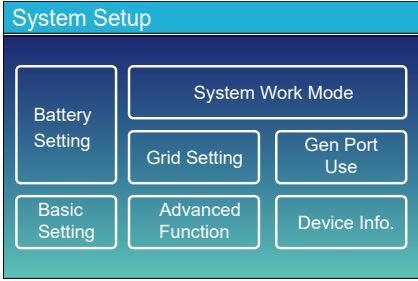 System Setup
Battery
Setting
System Work Mode
Grid Setting
Gen Port
Use
Basic
Setting
Advanced
Function
Device Info.